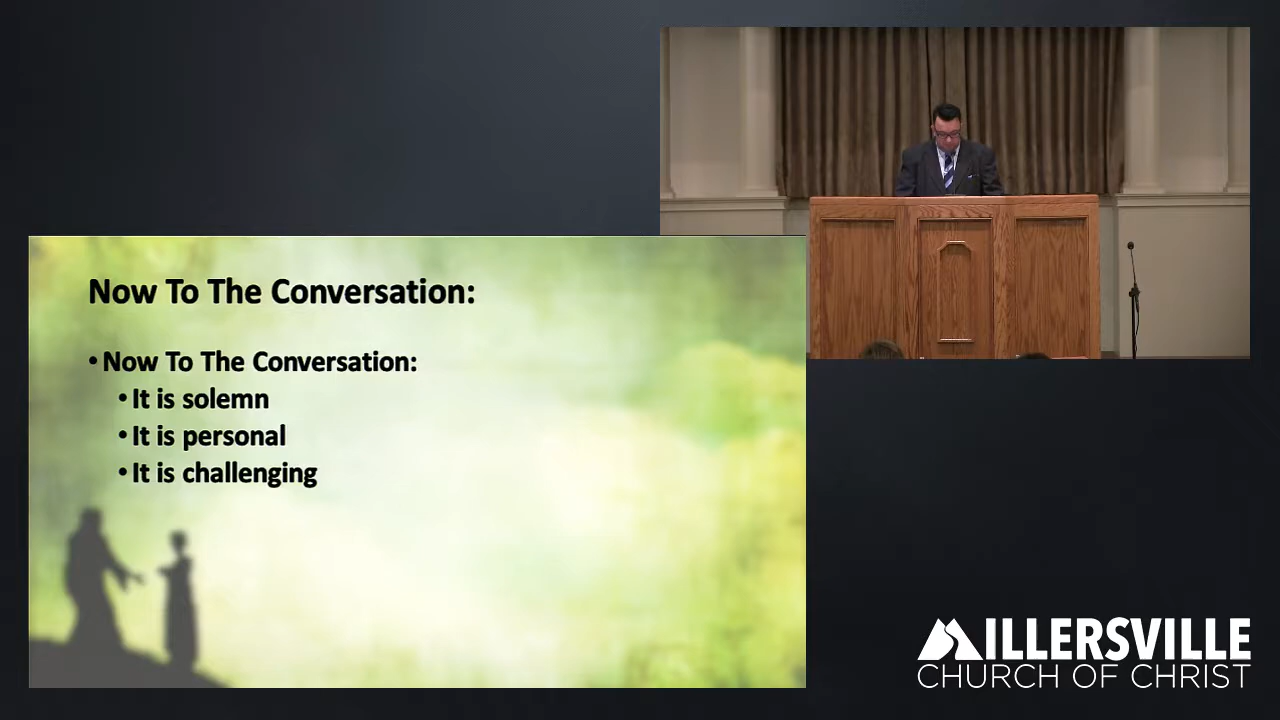 Now To The Conversation:
• Now To The Conversation:
• It is solemn
• It is personal
• It is challenging
MILLERSVILLE
CHURCH OF CHRIST